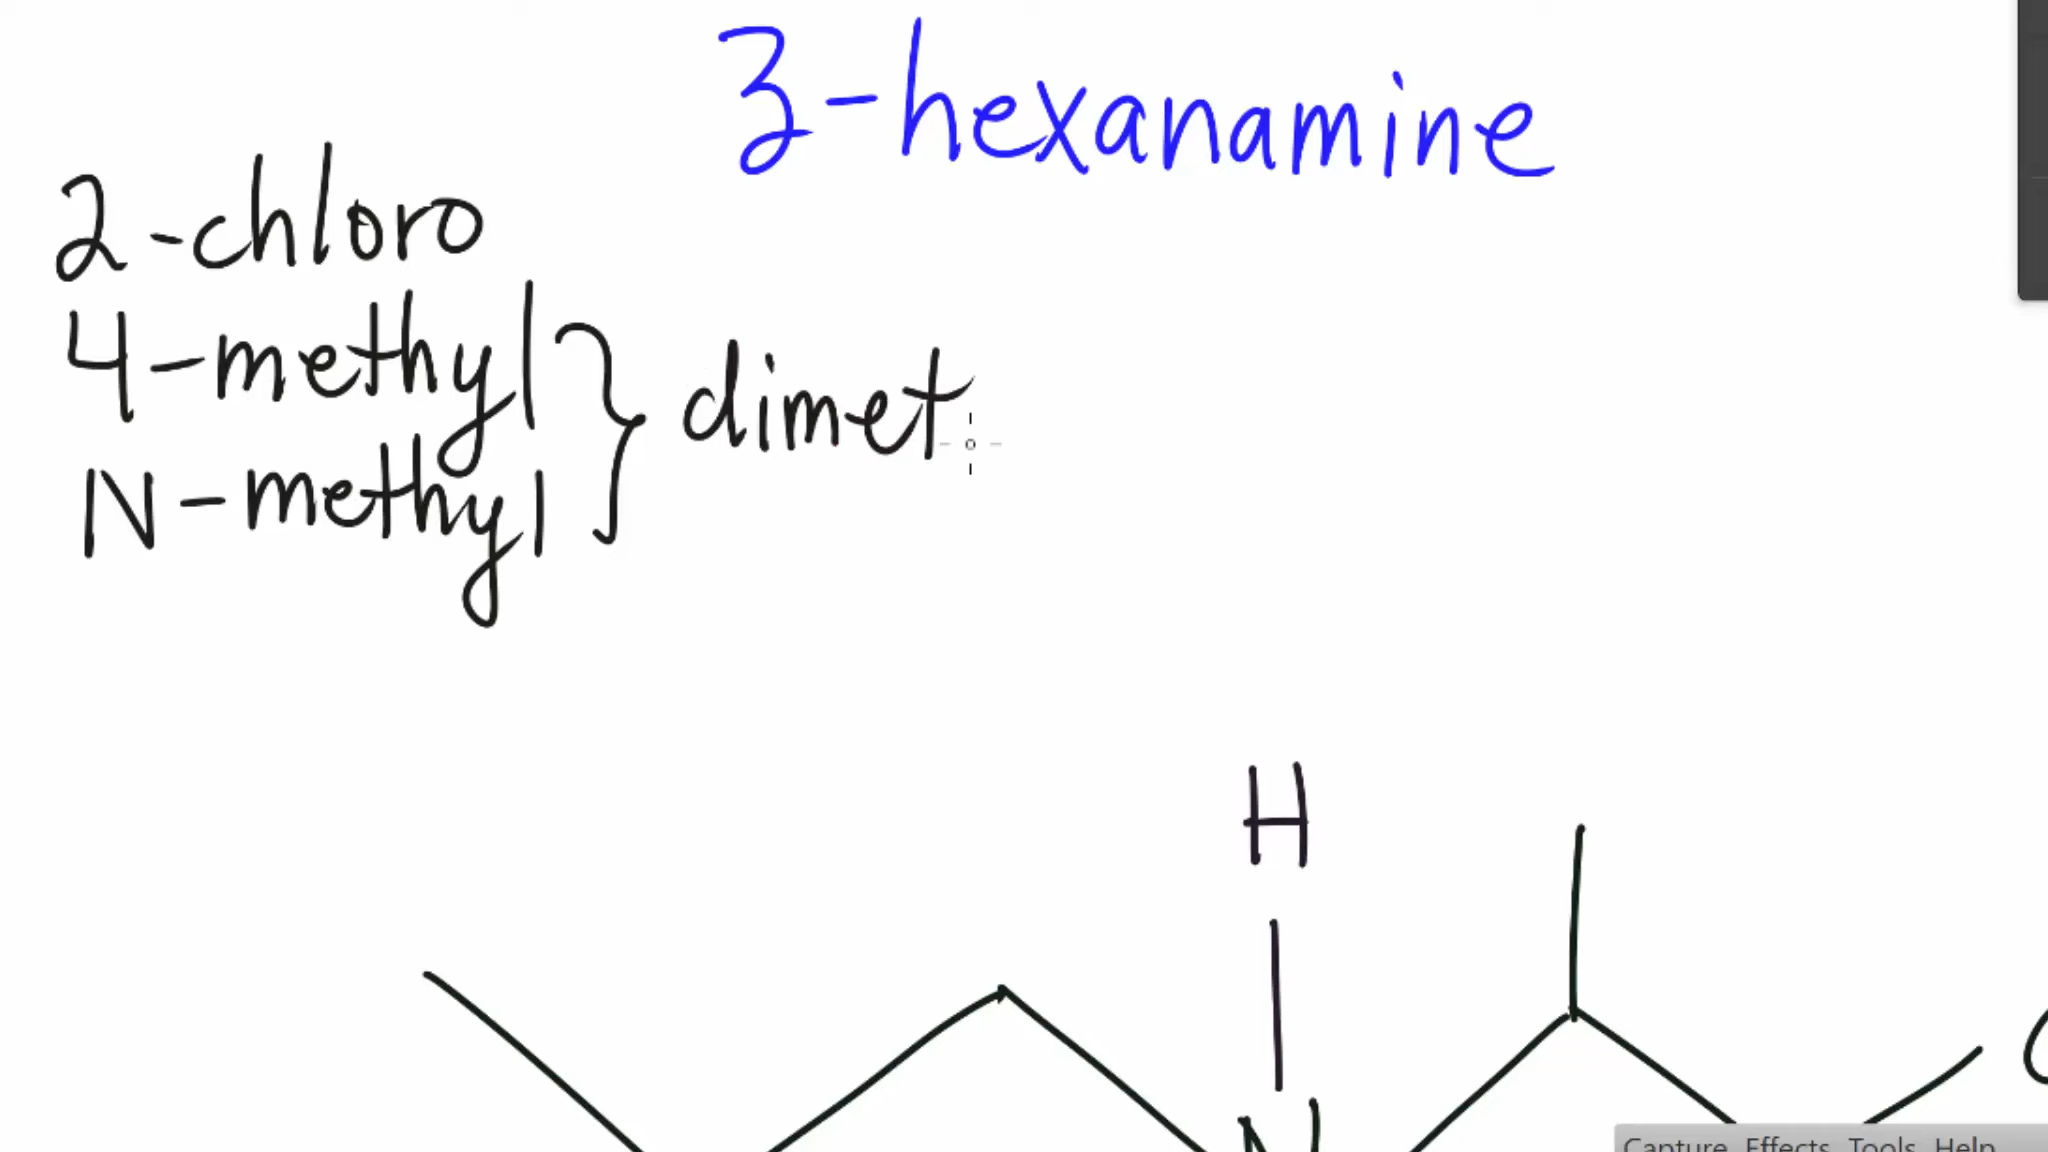 3-hexanamine
2-chloro
4-methyl
N-methyl
dimet
H
N
Capture Effects Tools Help